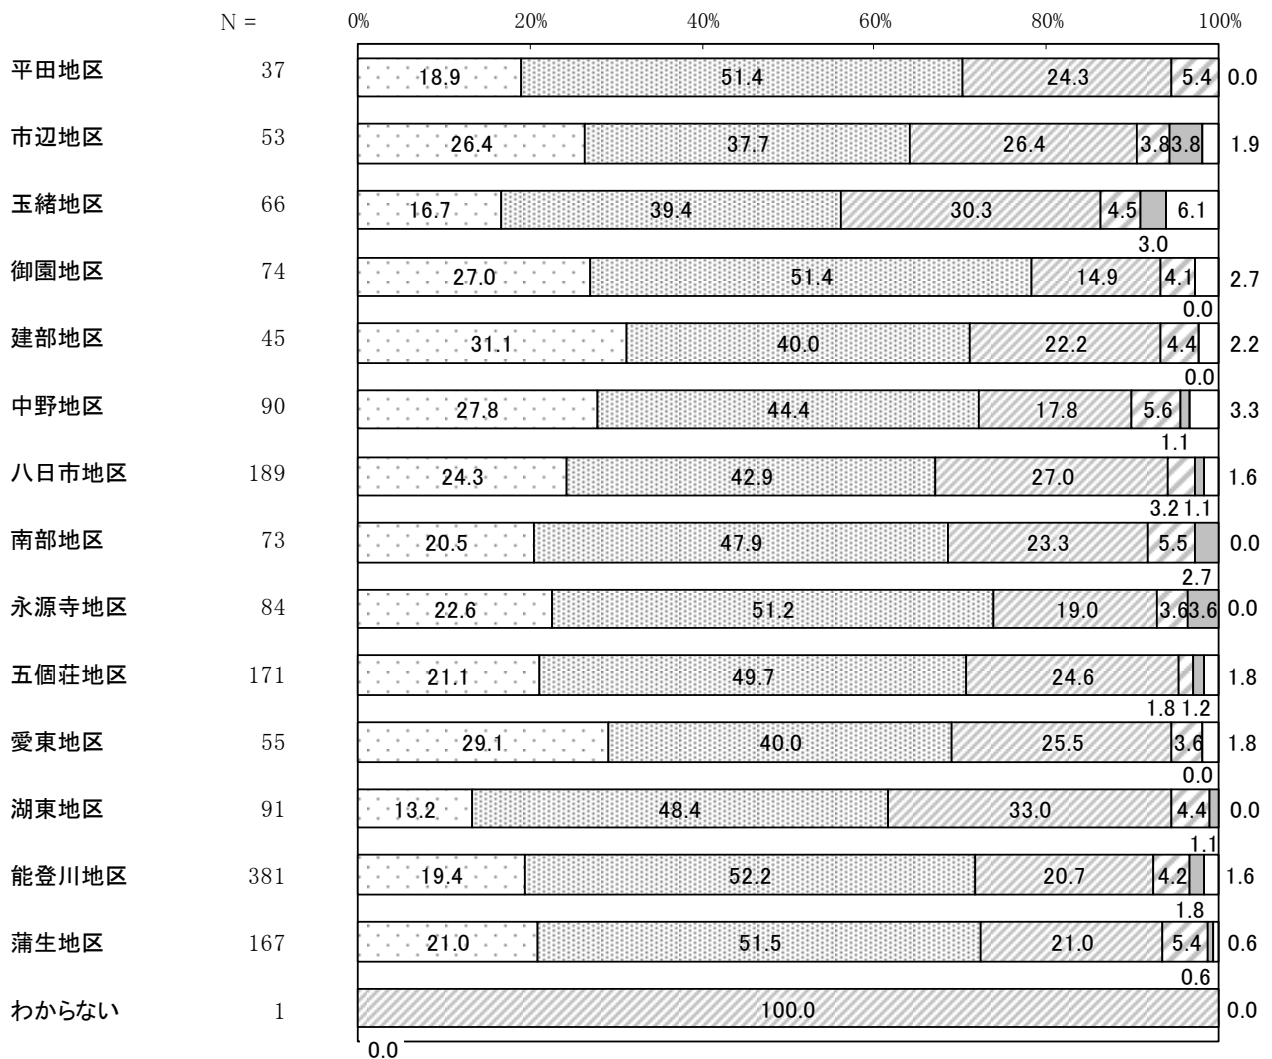 N = 0% 20% 40% 60% 80% 100%
平田地区 37 18.9 51.4 24.3 5.4 0.0
市辺地区 53 26.4 37.7 26.4 3.8 3.8 1.9
玉緒地区 66 16.7 39.4 30.3 4.5 6.1
3.0
御園地区 74 27.0 51.4 14.9 4.1 2.7
0.0
建部地区 45 31.1 40.0 22.2 4.4 2.2
0.0
中野地区 90 27.8 44.4 17.8 5.6 3.3
1.1
八日市地区 189 24.3 42.9 27.0 1.6
3.2 1.1
南部地区 73 20.5 47.9 23.3 5.5 0.0
2.7
永源寺地区 84 22.6 51.2 19.0 3.6 3.6 0.0
五個荘地区 171 21.1 49.7 24.6 1.8
1.8 1.2
愛東地区 55 29.1 40.0 25.5 3.6 1.8
0.0
湖東地区 91 13.2 48.4 33.0 4.4 0.0
1.1
能登川地区 381 19.4 52.2 20.7 4.2 1.6
1.8
蒲生地区 167 21.0 51.5 21.0 5.4 0.6
0.6
わからない 1 100.0 0.0
0.0